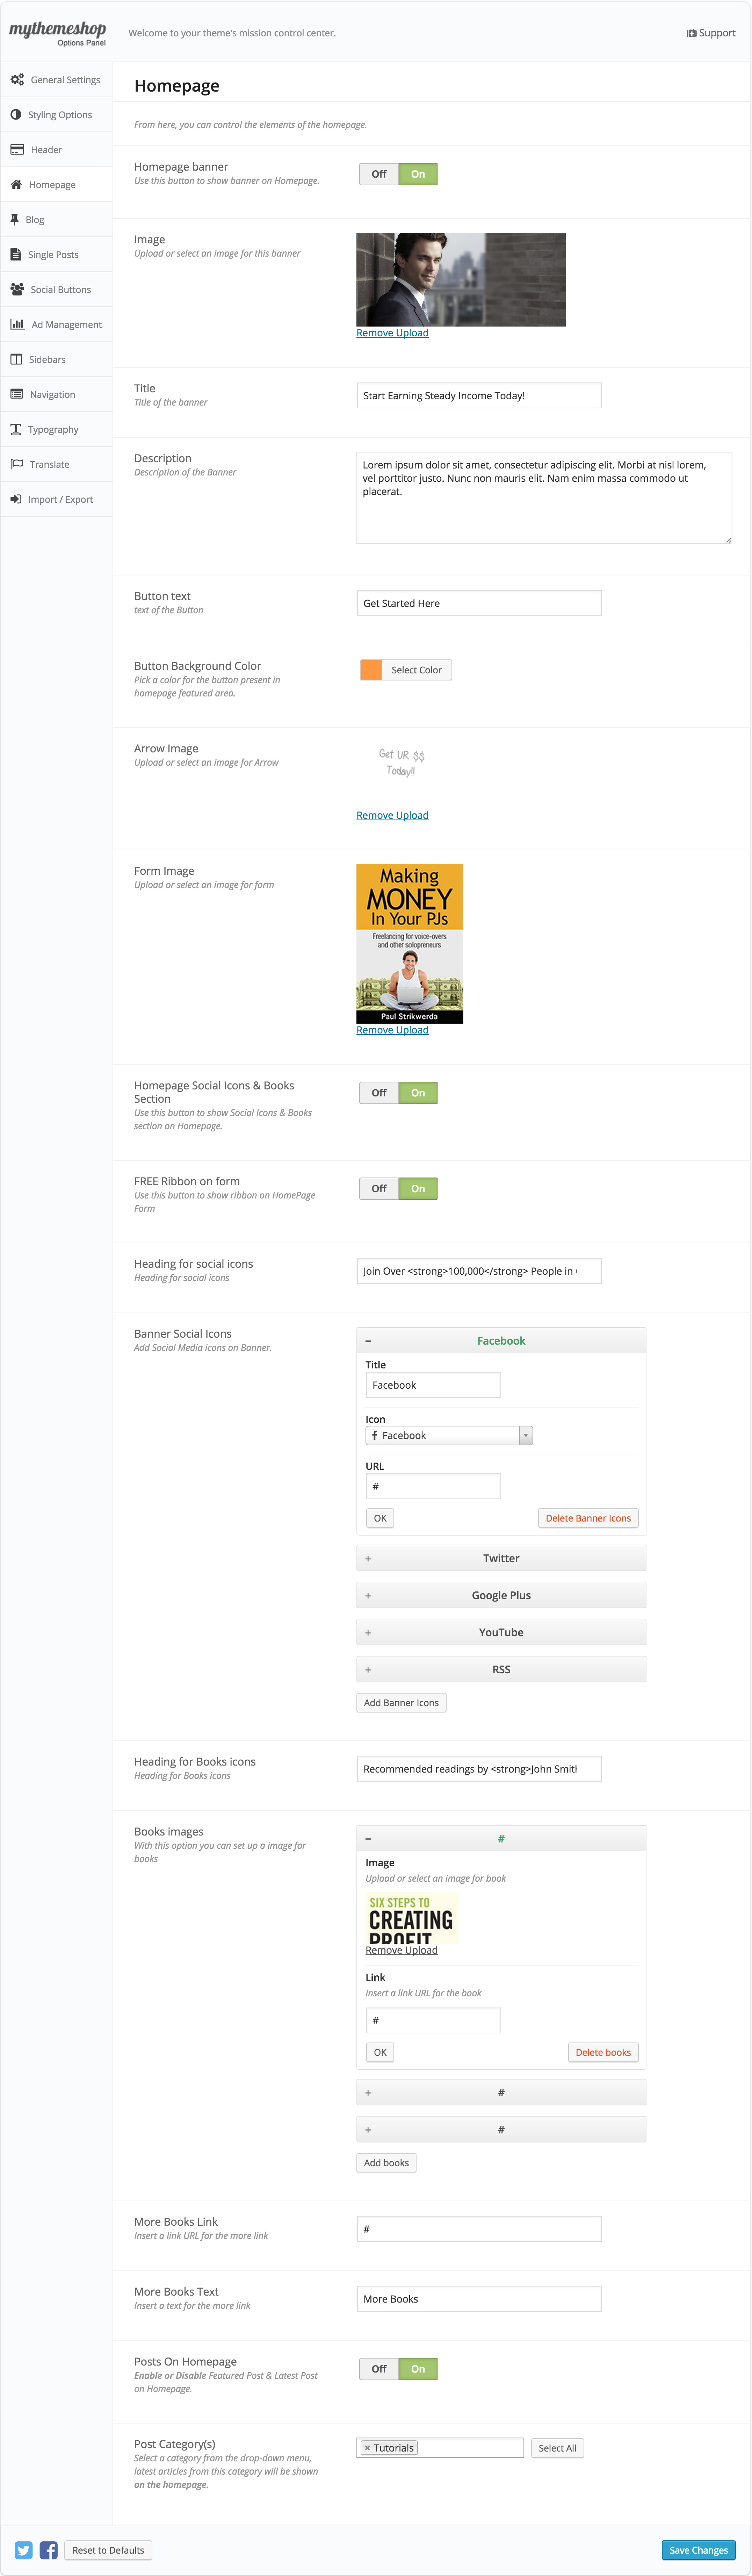 mythemeshop
Options Panel
Welcome to your theme's mission control center.
Support
General Settings
Styling Options
Header
Homepage
Blog
Single Posts
Social Buttons
Ad Management
Sidebars
Navigation
Typography
Translate
Import / Export
Homepage
From here, you can control the elements of the homepage.
Homepage banner
Use this button to show banner on Homepage.
Off On
Image
Upload or select an image for this banner
Remove Upload
Title
Title of the banner
Start Earning Steady Income Today!
Description
Description of the Banner
Lorem ipsum dolor sit amet, consectetur adipiscing elit. Morbi at nisl lorem,
vel porttitor justo. Nunc non mauris elit. Nam enim massa commodo ut
placerat.
Button text
text of the Button
Get Started Here
Button Background Color
Pick a color for the button present in
homepage featured area.
Select Color
Arrow Image
Upload or select an image for Arrow
Get UR $$
Today!!
Remove Upload
Form Image
Upload or select an image for form
Making
MONEY
In Your PJs
Freelancing for voice-overs
and other solopreneurs
Paul Strikwerda
Remove Upload
Homepage Social Icons & Books
Section
Use this button to show Social Icons & Books
section on Homepage.
Off On
FREE Ribbon on form
Use this button to show ribbon on HomePage
Form
Off On
Heading for social icons
Heading for social icons
Join Over <strong>100,000</strong> People in
Banner Social Icons
Add Social Media icons on Banner.
− Facebook
Title
Facebook
Icon
Facebook
URL
#
OK
Delete Banner Icons
+ Twitter
+ Google Plus
+ YouTube
+ RSS
Add Banner Icons
Heading for Books icons
Heading for Books icons
Recommended readings by <strong>John
Books images
With this option you can set up a image for
books
− #
Image
Upload or select an image for book
SIX STEPS TO
CREATING
PROFIT
Remove Upload
Link
Insert a link URL for the book
#
OK
Delete books
+ #
+ #
Add books
More Books Link
Insert a link URL for the more link
#
More Books Text
Insert a text for the more link
More Books
Posts On Homepage
Enable or Disable Featured Post & Latest Post
on Homepage.
Off On
Post Category(s)
Select a category from the drop-down menu,
latest articles from this category will be shown
on the homepage.
× Tutorials
Select All
Reset to Defaults
Save Changes